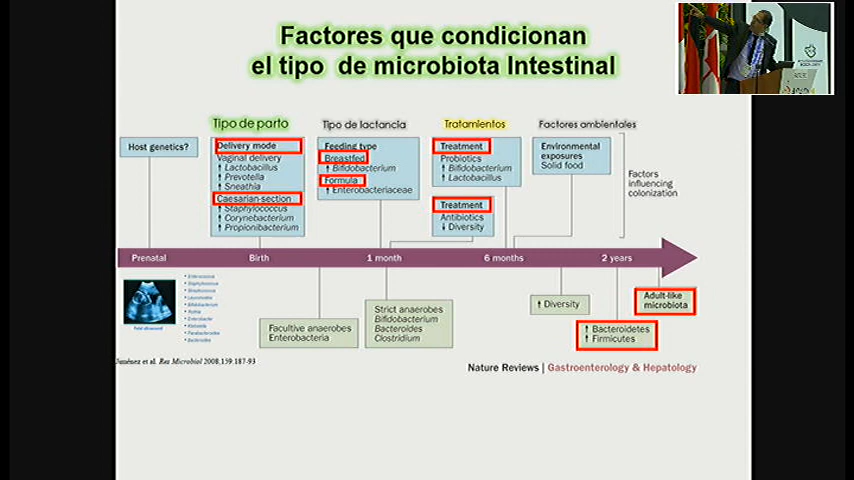 Factores que condicionan
el tipo de microbiota Intestinal
Tipo de parto
Tipo de lactancia
Tratamientos
Factores ambientales
Host genetics?
Delivery mode
Vaginal delivery
↑ Lactobacillus
↑ Prevotella
↑ Sneathia
Caesarian-section
↑ Staphylococcus
↑ Corynebacterium
↑ Propionibacterium
Feeding type
Breastfed
↑ Bifidobacterium
Formula
↑ Enterobacteriaceae
Treatment
Probiotics
↑ Bifidobacterium
↑ Lactobacillus
Treatment
Antibiotics
↓ Diversity
Environmental
exposures
Solid food
Factors
influencing
colonization
Prenatal
Birth
1 month
6 months
2 years
Facultive anaerobes
Enterobacteria
Strict anaerobes
Bifidobacterium
Bacteroides
Clostridium
↑ Diversity
Adult-like
microbiota
↑ Bacteroidetes
↑ Firmicutes
Jiménez et al. Res Microbiol 2008,159:187-93
Nature Reviews | Gastroenterology & Hepatology